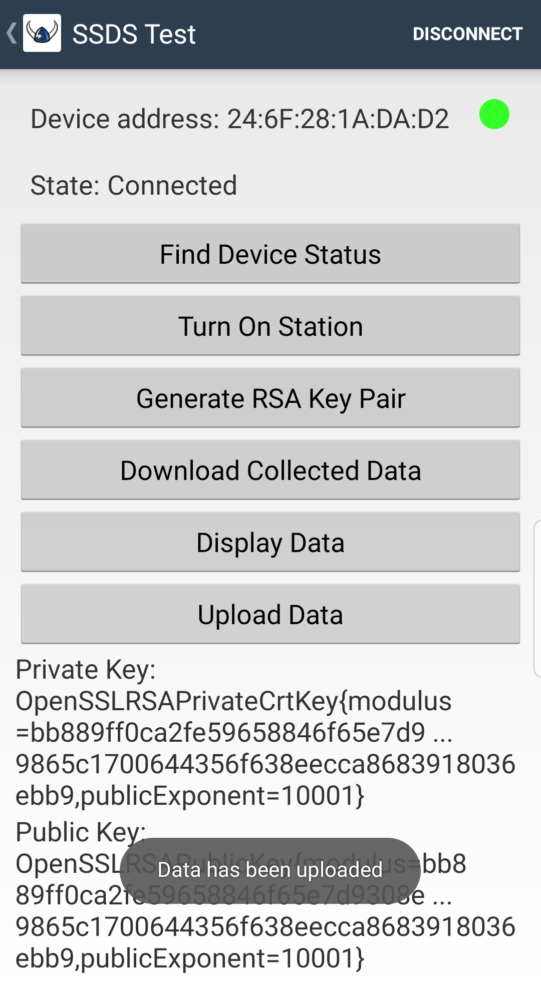 SSDS Test
DISCONNECT
Device address: 24:6F:28:1A:DA:D2
State: Connected
Find Device Status
Turn On Station
Generate RSA Key Pair
Download Collected Data
Display Data
Upload Data
Private Key:
OpenSSLRSAPrivateCrtKey{modulus
=bb889ff0ca2fe59658846f65e7d9 ...
9865c1700644356f638eecca8683918036
ebb9,publicExponent=10001}
Public Key:
OpenSSLRSAPublicKey{modulus=bb8
89ff0ca2fe59658846f65e7d9308e ...
Data has been uploaded
9865c1700644356f638eecca8683918036
ebb9,publicExponent=10001}